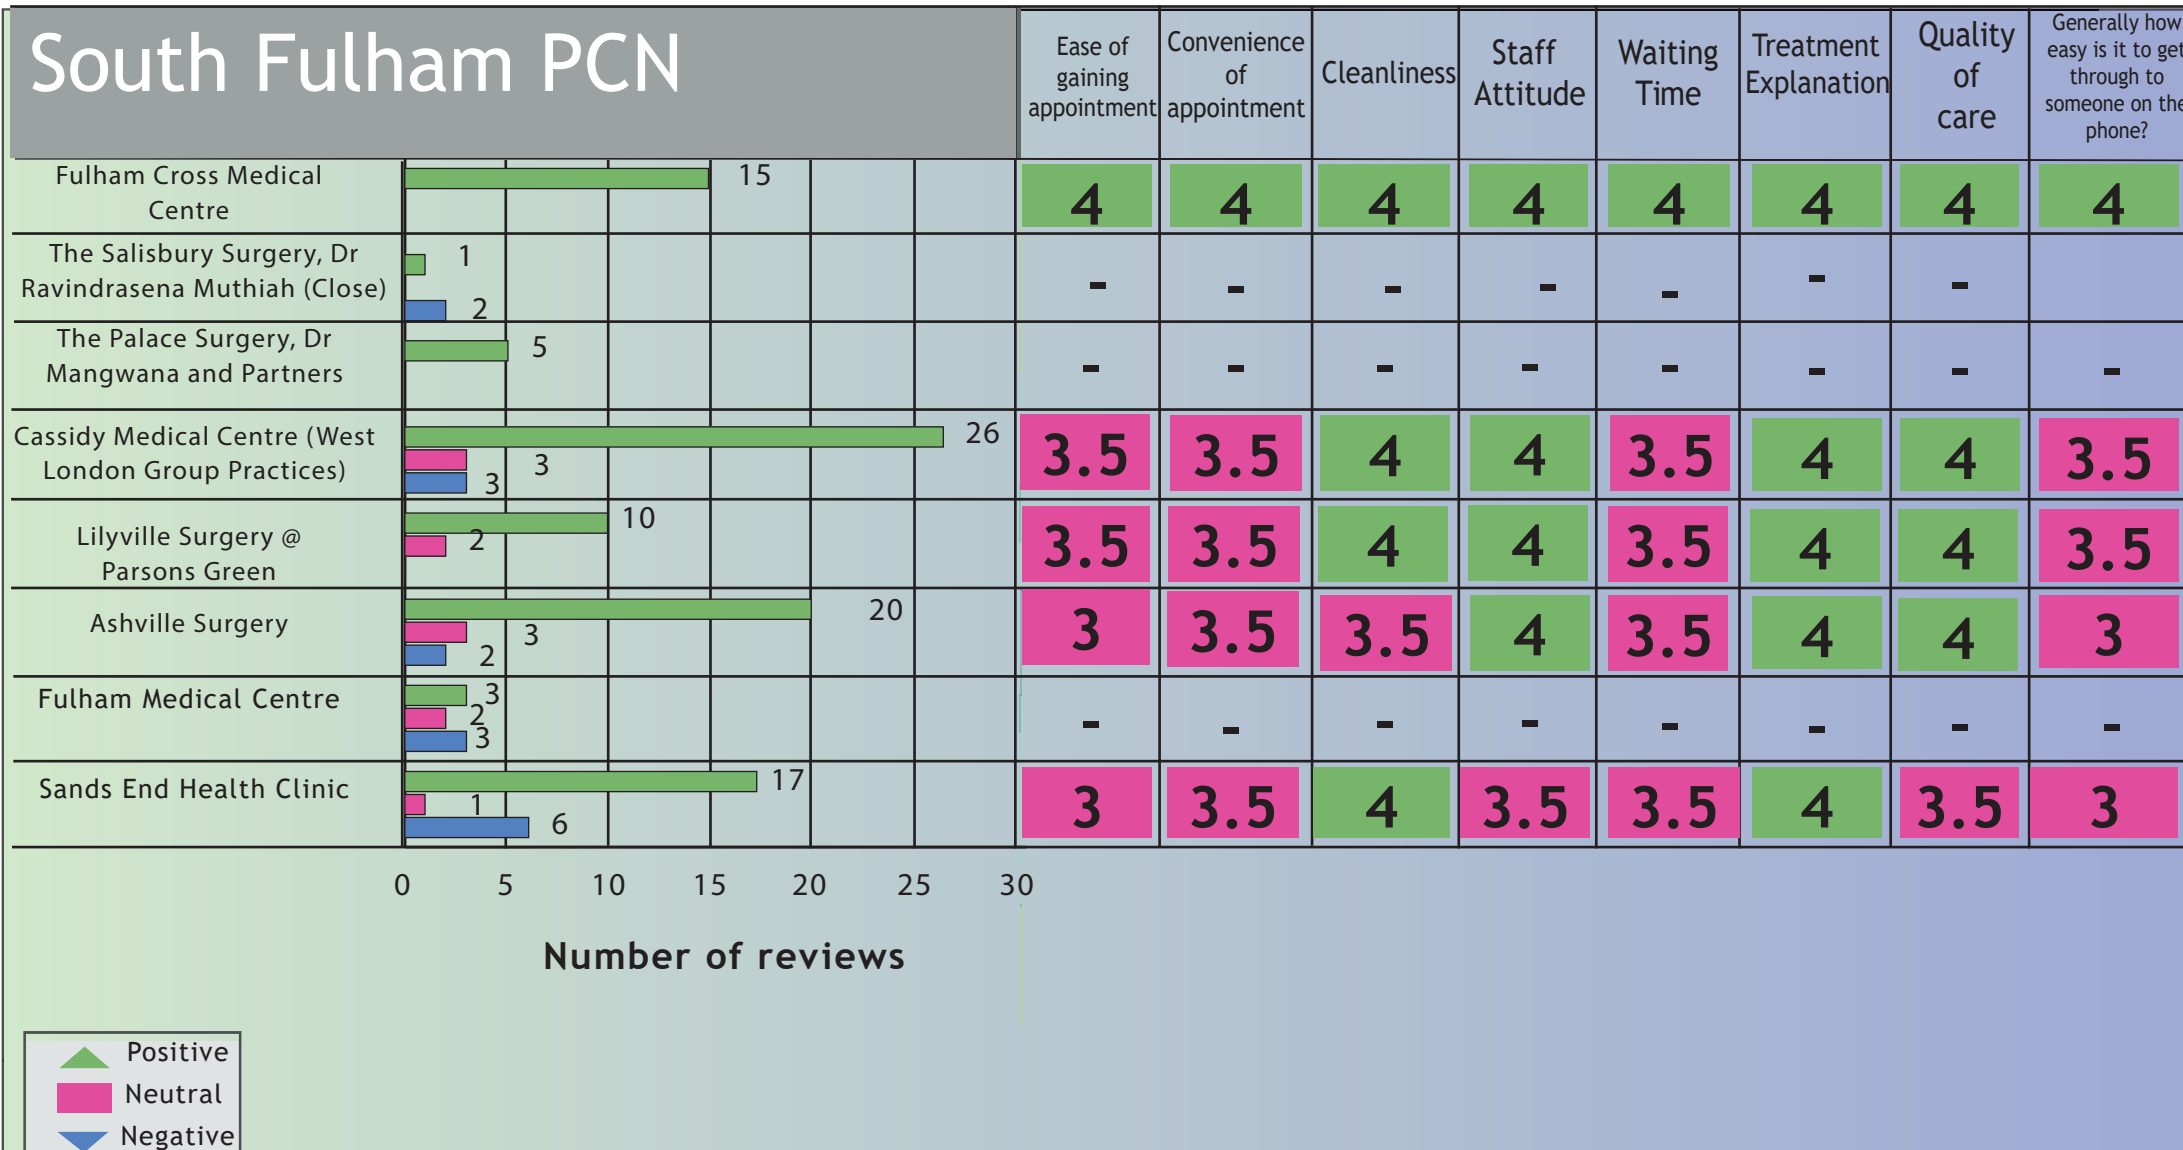 South Fulham PCN
Ease of
gaining
appointment
Convenience
of
appointment
Cleanliness
Staff
Attitude
Waiting
Time
Treatment
Explanation
Quality
of
care
Generally how
easy is it to get
through to
someone on the
phone?
Fulham Cross Medical
Centre
15
4 4 4 4 4 4 4 4
The Salisbury Surgery, Dr
Ravindrasena Muthiah (Close)
1
2
- - - - - - -
The Palace Surgery, Dr
Mangwana and Partners
5
- - - - - - - -
Cassidy Medical Centre (West
London Group Practices)
26
3
3
3.5 3.5 4 4 3.5 4 4 3.5
Lilyville Surgery @
Parsons Green
10
2
3.5 3.5 4 4 3.5 4 4 3.5
Ashville Surgery
20
3
2
3 3.5 3.5 4 3.5 4 4 3
Fulham Medical Centre
3
2
3
- - - - - - - -
Sands End Health Clinic
17
1
6
3 3.5 4 3.5 3.5 4 3.5 3
0 5 10 15 20 25 30
Number of reviews
Positive
Neutral
Negative